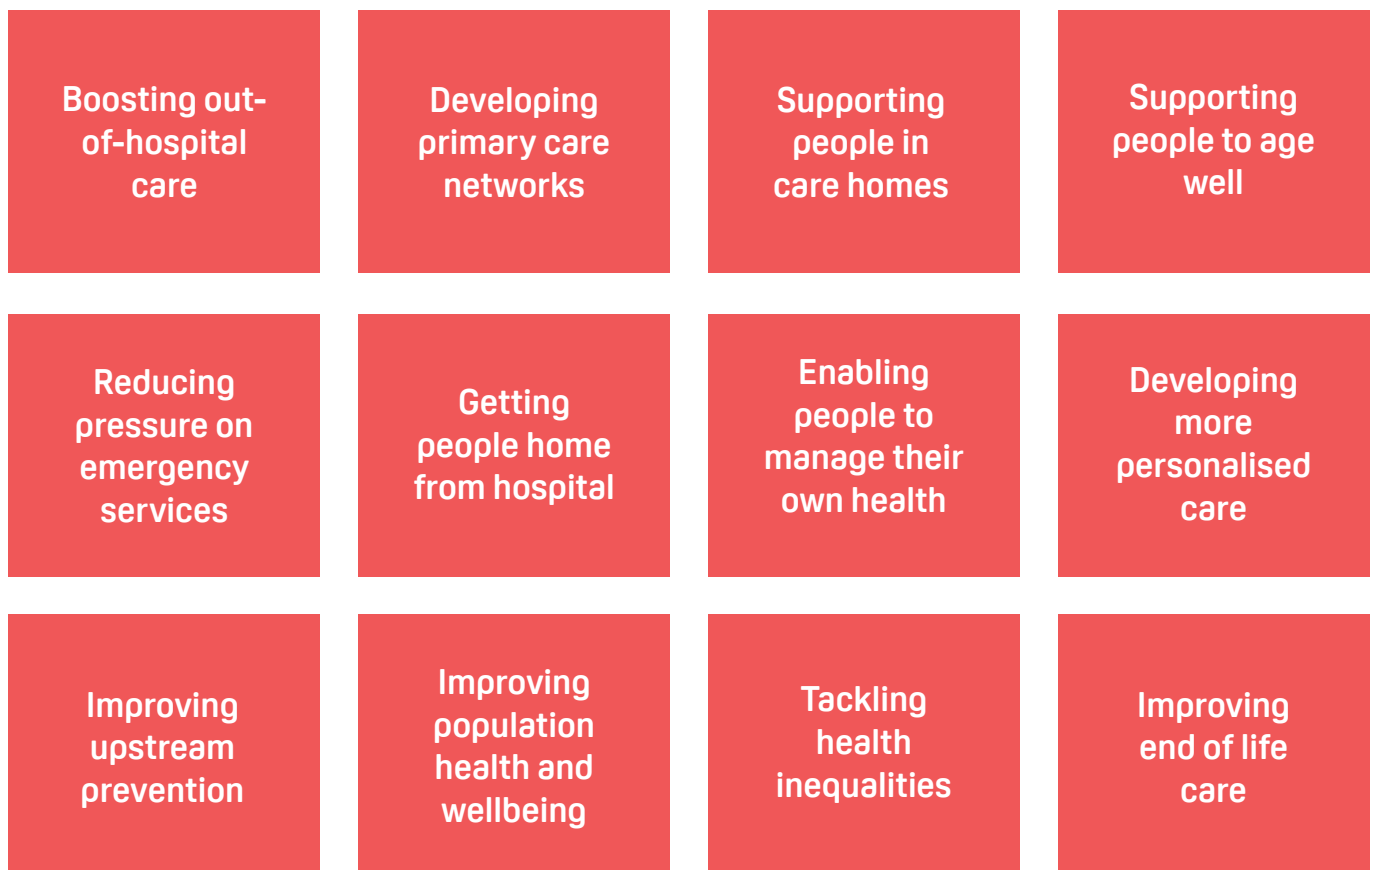 Boosting out-
of-hospital
care
Developing
primary care
networks
Supporting
people in
care homes
Supporting
people to age
well
Reducing
pressure on
emergency
services
Getting
people home
from hospital
Enabling
people to
manage their
own health
Developing
more
personalised
care
Improving
upstream
prevention
Improving
population
health and
wellbeing
Tackling
health
inequalities
Improving
end of life
care